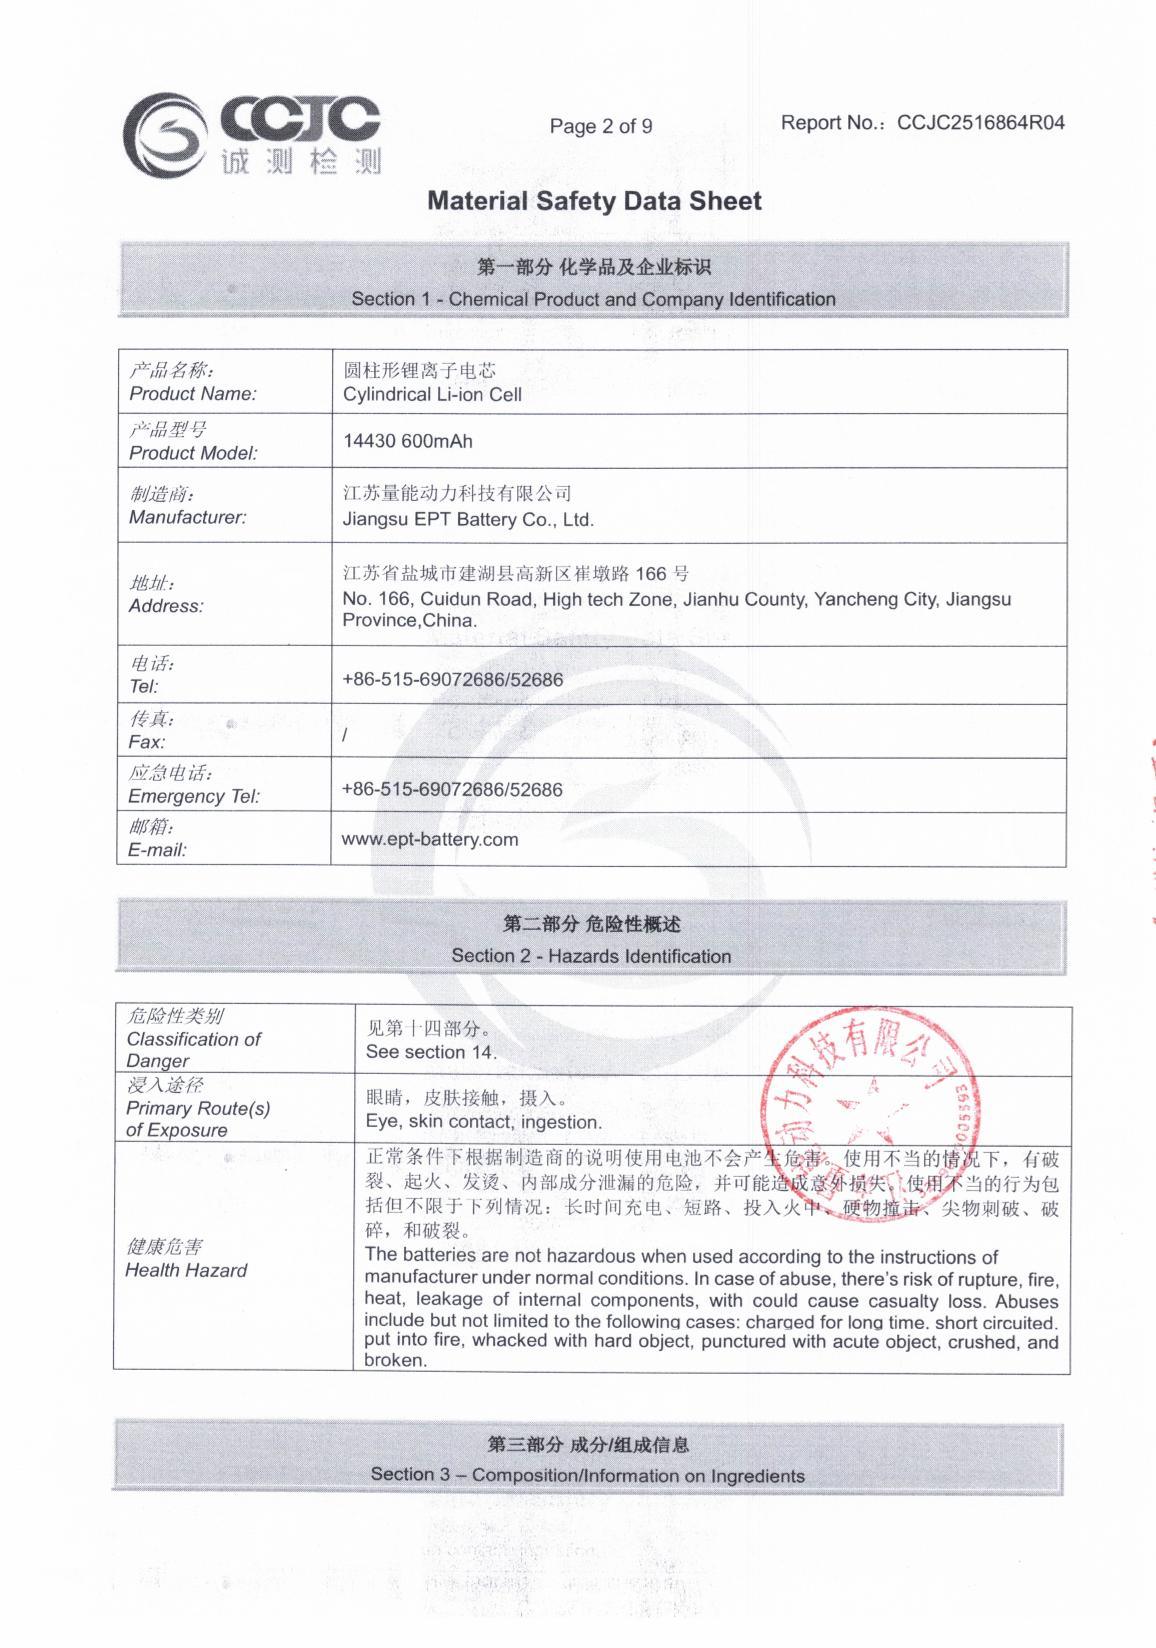 CCJC
诚测检测
Page 2 of 9
Report No.: CCJC2516864R04
Material Safety Data Sheet
第一部分 化学品及企业标识
Section 1 - Chemical Product and Company Identification
产品名称:
Product Name:
圆柱形锂离子电芯
Cylindrical Li-ion Cell
产品型号
Product Model:
14430 600mAh
制造商:
Manufacturer:
江苏量能动力科技有限公司
Jiangsu EPT Battery Co., Ltd.
地址:
Address:
江苏省盐城市建湖县高新区崔墩路 166 号
No. 166, Cuidun Road, High tech Zone, Jianhu County, Yancheng City, Jiangsu
Province,China.
电话:
Tel:
+86-515-69072686/52686
传真:
Fax:
/
应急电话:
Emergency Tel:
+86-515-69072686/52686
邮箱:
E-mail:
www.ept-battery.com
第二部分 危险性概述
Section 2 - Hazards Identification
危险性类别
Classification of
Danger
见第十四部分。
See section 14.
浸入途径
Primary Route(s)
of Exposure
眼睛，皮肤接触，摄入。
Eye, skin contact, ingestion.
健康危害
Health Hazard
正常条件下根据制造商的说明使用电池不会产生危害。使用不当的情况下，有破
裂、起火、发烫、内部成分泄漏的危险，并可能造成意外损失。使用不当的行为包
括但不限于下列情况：长时间充电、短路、投入火中、硬物撞击、尖物刺破、破
碎，和破裂。
The batteries are not hazardous when used according to the instructions of
manufacturer under normal conditions. In case of abuse, there's risk of rupture, fire,
heat, leakage of internal components, with could cause casualty loss. Abuses
include but not limited to the following cases: charged for long time, short circuited,
put into fire, whacked with hard object, punctured with acute object, crushed, and
broken.
动力科技有限公司
第三部分 成分/组成信息
Section 3 – Composition/Information on Ingredients